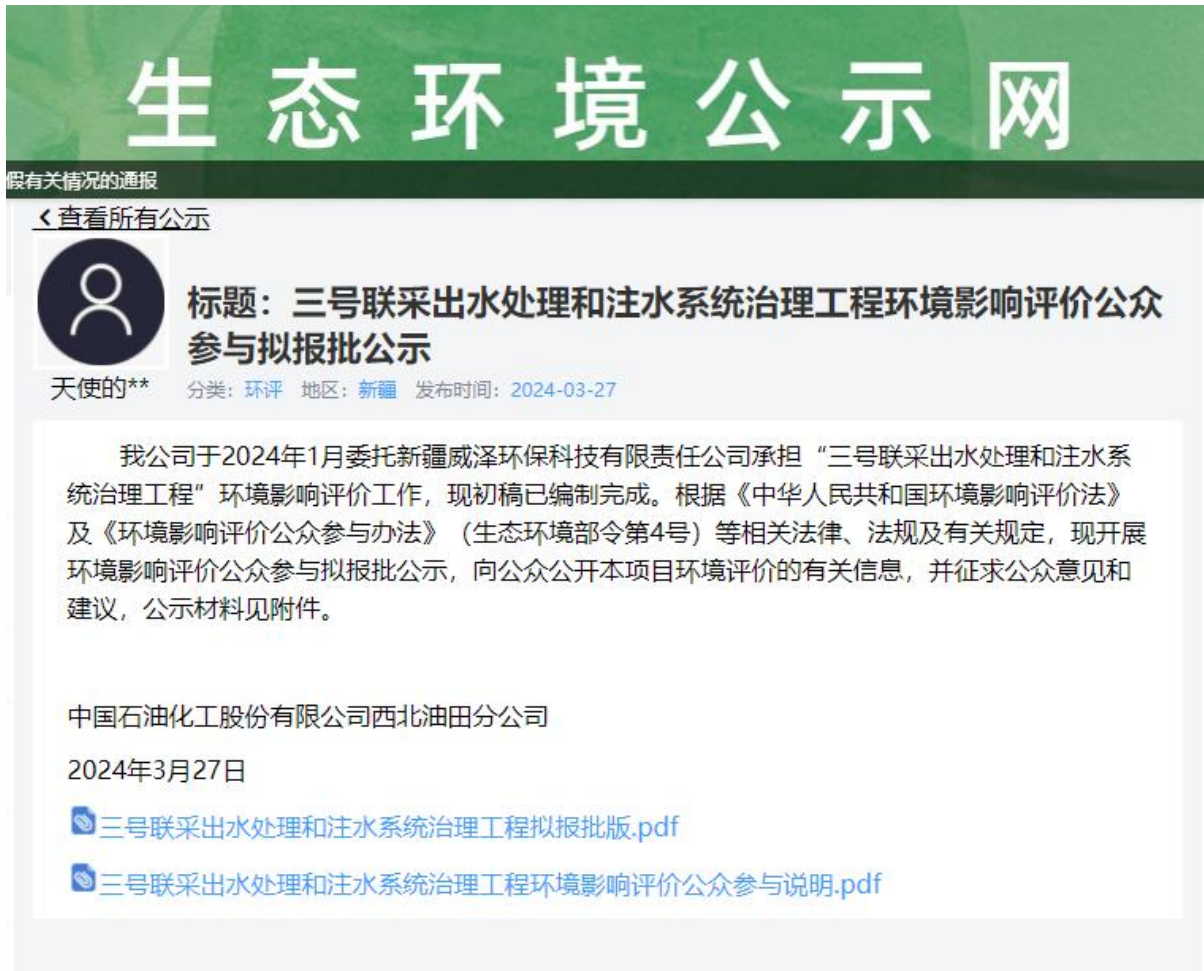 生态环境公示网
假有关情况的通报
查看所有公示
标题：三号联采出水处理和注水系统治理工程环境影响评价公众
参与拟报批公示
天使的**
分类：环评 地区：新疆 发布时间：2024-03-27
我公司于2024年1月委托新疆威泽环保科技有限责任公司承担“三号联采出水处理和注水系
统治理工程”环境影响评价工作，现初稿已编制完成。根据《中华人民共和国环境影响评价法》
及《环境影响评价公众参与办法》（生态环境部令第4号）等相关法律、法规及有关规定，现开展
环境影响评价公众参与拟报批公示，向公众公开本项目环境评价的有关信息，并征求公众意见和
建议，公示材料见附件。
中国石油化工股份有限公司西北油田分公司
2024年3月27日
三号联采出水处理和注水系统治理工程拟报批版.pdf
三号联采出水处理和注水系统治理工程环境影响评价公众参与说明.pdf